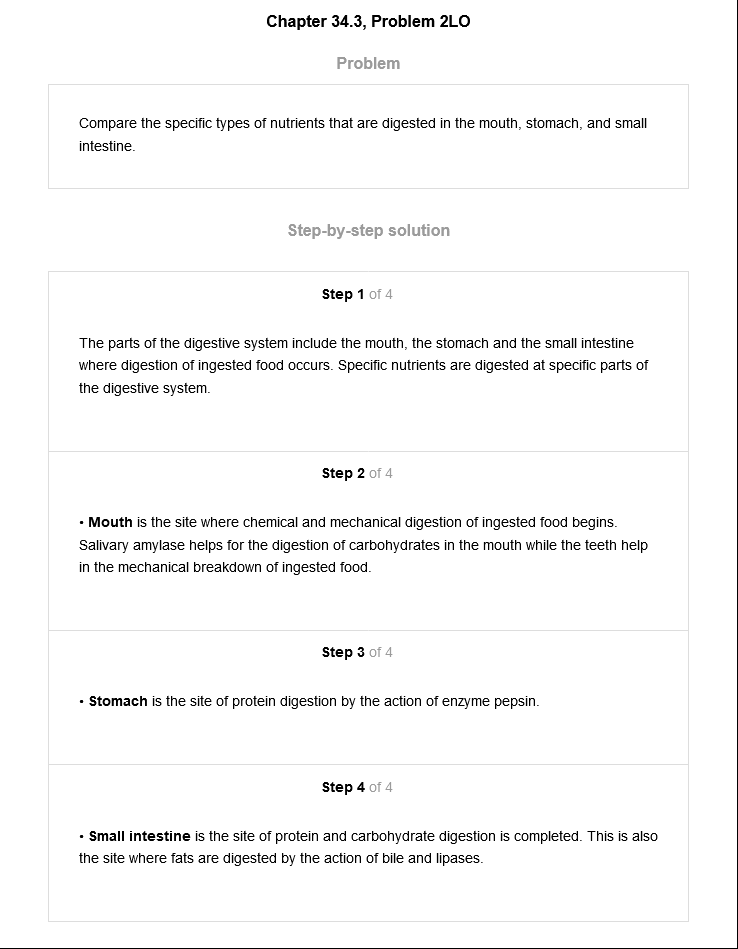 Chapter 34.3, Problem 2LO
Problem
Compare the specific types of nutrients that are digested in the mouth, stomach, and small
intestine.
Step-by-step solution
Step 1 of 4
The parts of the digestive system include the mouth, the stomach and the small intestine
where digestion of ingested food occurs. Specific nutrients are digested at specific parts of
the digestive system.
Step 2 of 4
• Mouth is the site where chemical and mechanical digestion of ingested food begins.
Salivary amylase helps for the digestion of carbohydrates in the mouth while the teeth help
in the mechanical breakdown of ingested food.
Step 3 of 4
• Stomach is the site of protein digestion by the action of enzyme pepsin.
Step 4 of 4
• Small intestine is the site of protein and carbohydrate digestion is completed. This is also
the site where fats are digested by the action of bile and lipases.